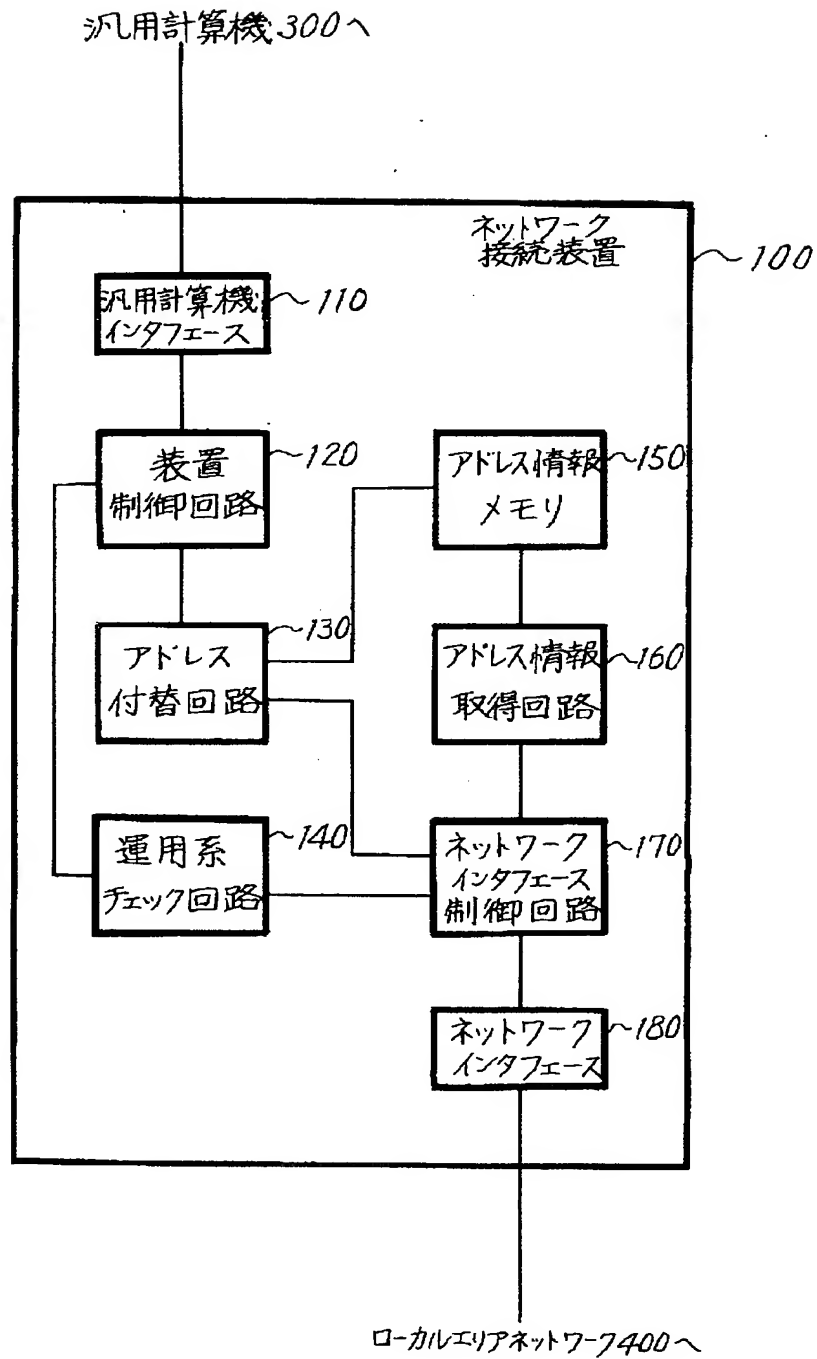 汎用計算機300へ
ネットワーク
接続装置
100
汎用計算機
インタフェース
110
装置
制御回路
120
アドレス情報
メモリ
150
アドレス
付替回路
130
アドレス情報
取得回路
160
運用系
チェック回路
140
ネットワーク
インタフェース
制御回路
170
ネットワーク
インタフェース
180
ローカルエリアネットワーク400へ